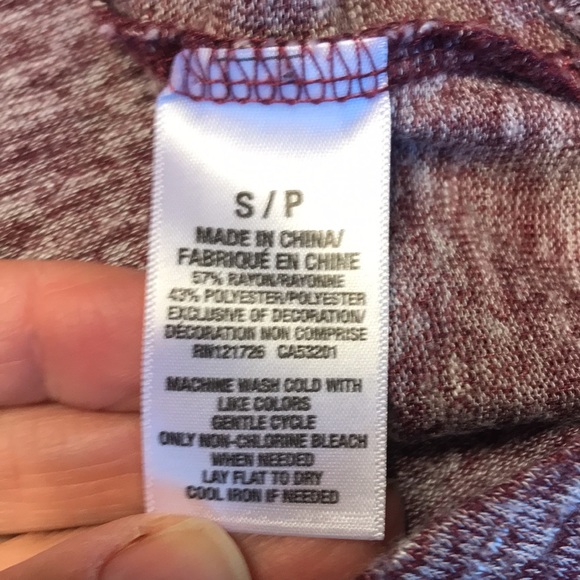 S / P
MADE IN CHINA/
FABRIQUÉ EN CHINE
57% RAYON/RAYONNE
43% POLYESTER/POLYESTER
EXCLUSIVE OF DECORATION/
DÉCORATION NON COMPRISE
RN121726 CA53201
MACHINE WASH COLD WITH
LIKE COLORS
GENTLE CYCLE
ONLY NON-CHLORINE BLEACH
WHEN NEEDED
LAY FLAT TO DRY
COOL IRON IF NEEDED